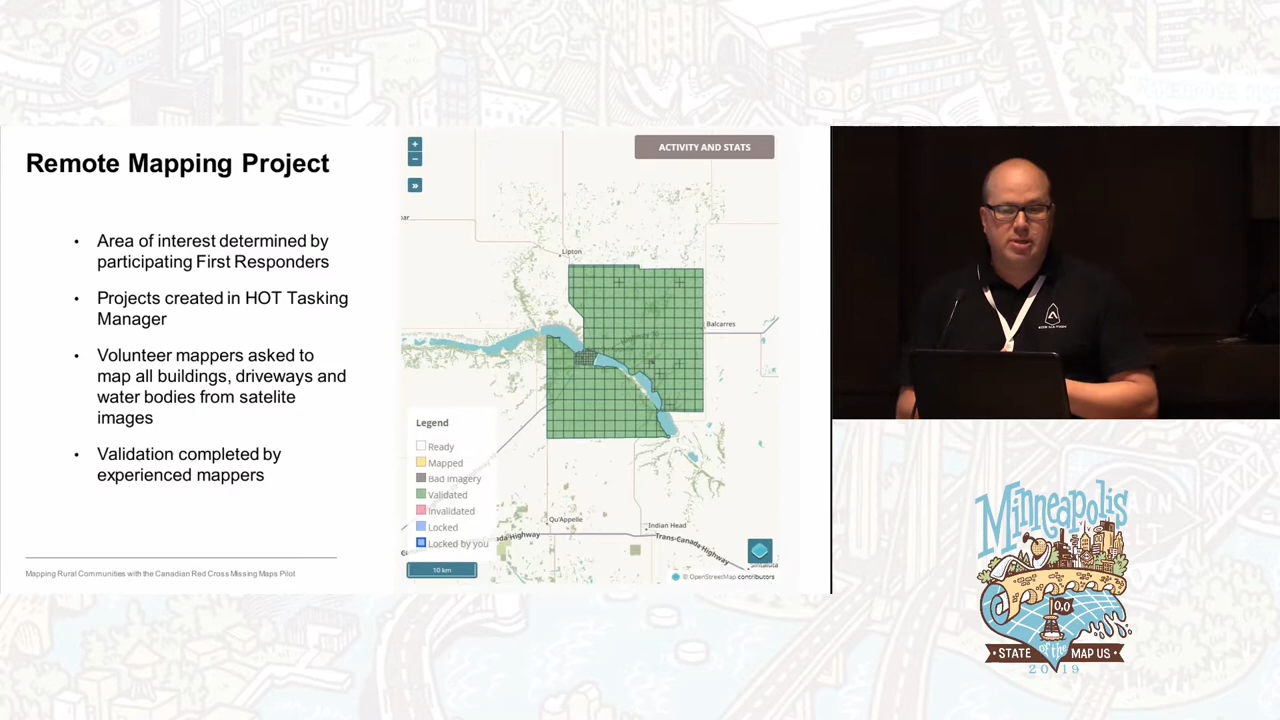 Remote Mapping Project
• Area of interest determined by
participating First Responders
• Projects created in HOT Tasking
Manager
• Volunteer mappers asked to
map all buildings, driveways and
water bodies from satelite
images
• Validation completed by
experienced mappers
Mapping Rural Communities with the Canadian Red Cross Missing Maps Pilot
+
−
»
ACTIVITY AND STATS
Lipton
Balcarres
Legend
Ready
Mapped
Bad Imagery
Validated
Invalidated
Locked
Locked by you
Qu'Appelle
Indian Head
Trans-Canada Highway
10 km
© OpenStreetMap contributors
Minneapolis
0,0
STATE of the MAP US
2019
FLOUR
CITY